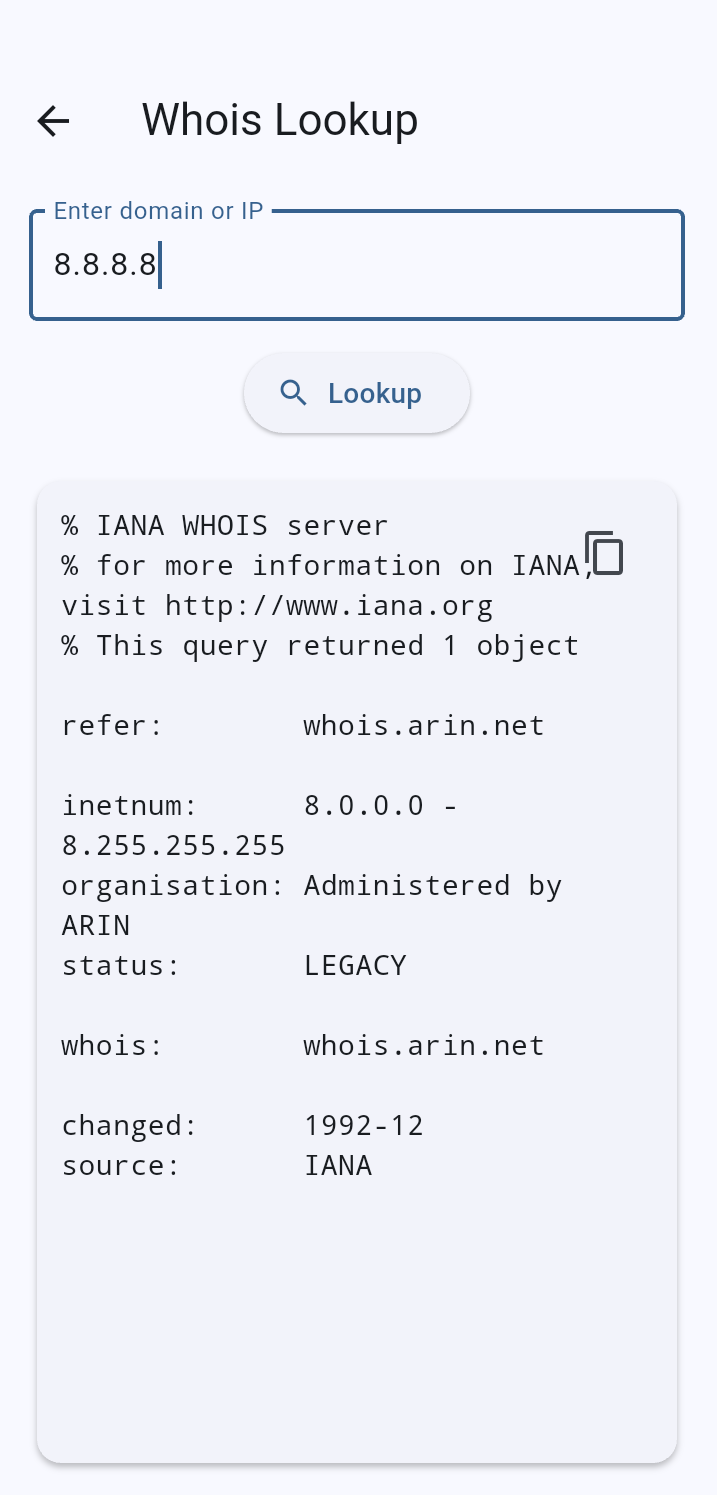 Whois Lookup
Enter domain or IP
8.8.8.8
Lookup
% IANA WHOIS server
% for more information on IANA,
visit http://www.iana.org
% This query returned 1 object
refer:        whois.arin.net
inetnum:      8.0.0.0 -
8.255.255.255
organisation: Administered by
ARIN
status:       LEGACY
whois:        whois.arin.net
changed:      1992-12
source:       IANA